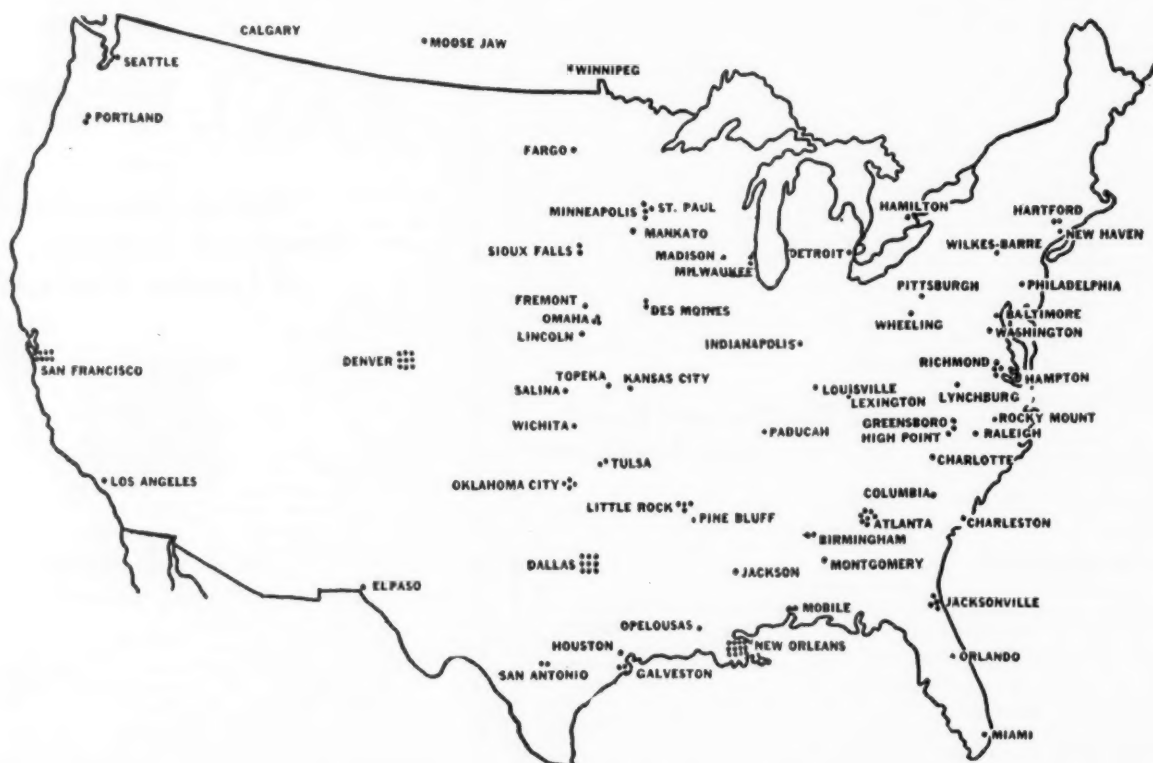 CALGARY
MOOSE JAW
SEATTLE
WINNIPEG
PORTLAND
FARGO
MINNEAPOLIS
ST. PAUL
HAMILTON
HARTFORD
MANKATO
NEW HAVEN
SIOUX FALLS
MADISON
DETROIT
WILKES-BARRE
MILWAUKEE
PITTSBURGH
PHILADELPHIA
FREMONT
DES MOINES
OMAHA
WHEELING
BALTIMORE
LINCOLN
WASHINGTON
INDIANAPOLIS
SAN FRANCISCO
DENVER
RICHMOND
TOPEKA
KANSAS CITY
HAMPTON
SALINA
LOUISVILLE
LYNCHBURG
LEXINGTON
WICHITA
PADUCAH
GREENSBORO
ROCKY MOUNT
HIGH POINT
RALEIGH
TULSA
CHARLOTTE
LOS ANGELES
OKLAHOMA CITY
COLUMBIA
LITTLE ROCK
PINE BLUFF
ATLANTA
CHARLESTON
BIRMINGHAM
DALLAS
JACKSON
MONTGOMERY
ELPASO
MOBILE
JACKSONVILLE
OPELOUSAS
HOUSTON
NEW ORLEANS
ORLANDO
SAN ANTONIO
GALVESTON
MIAMI